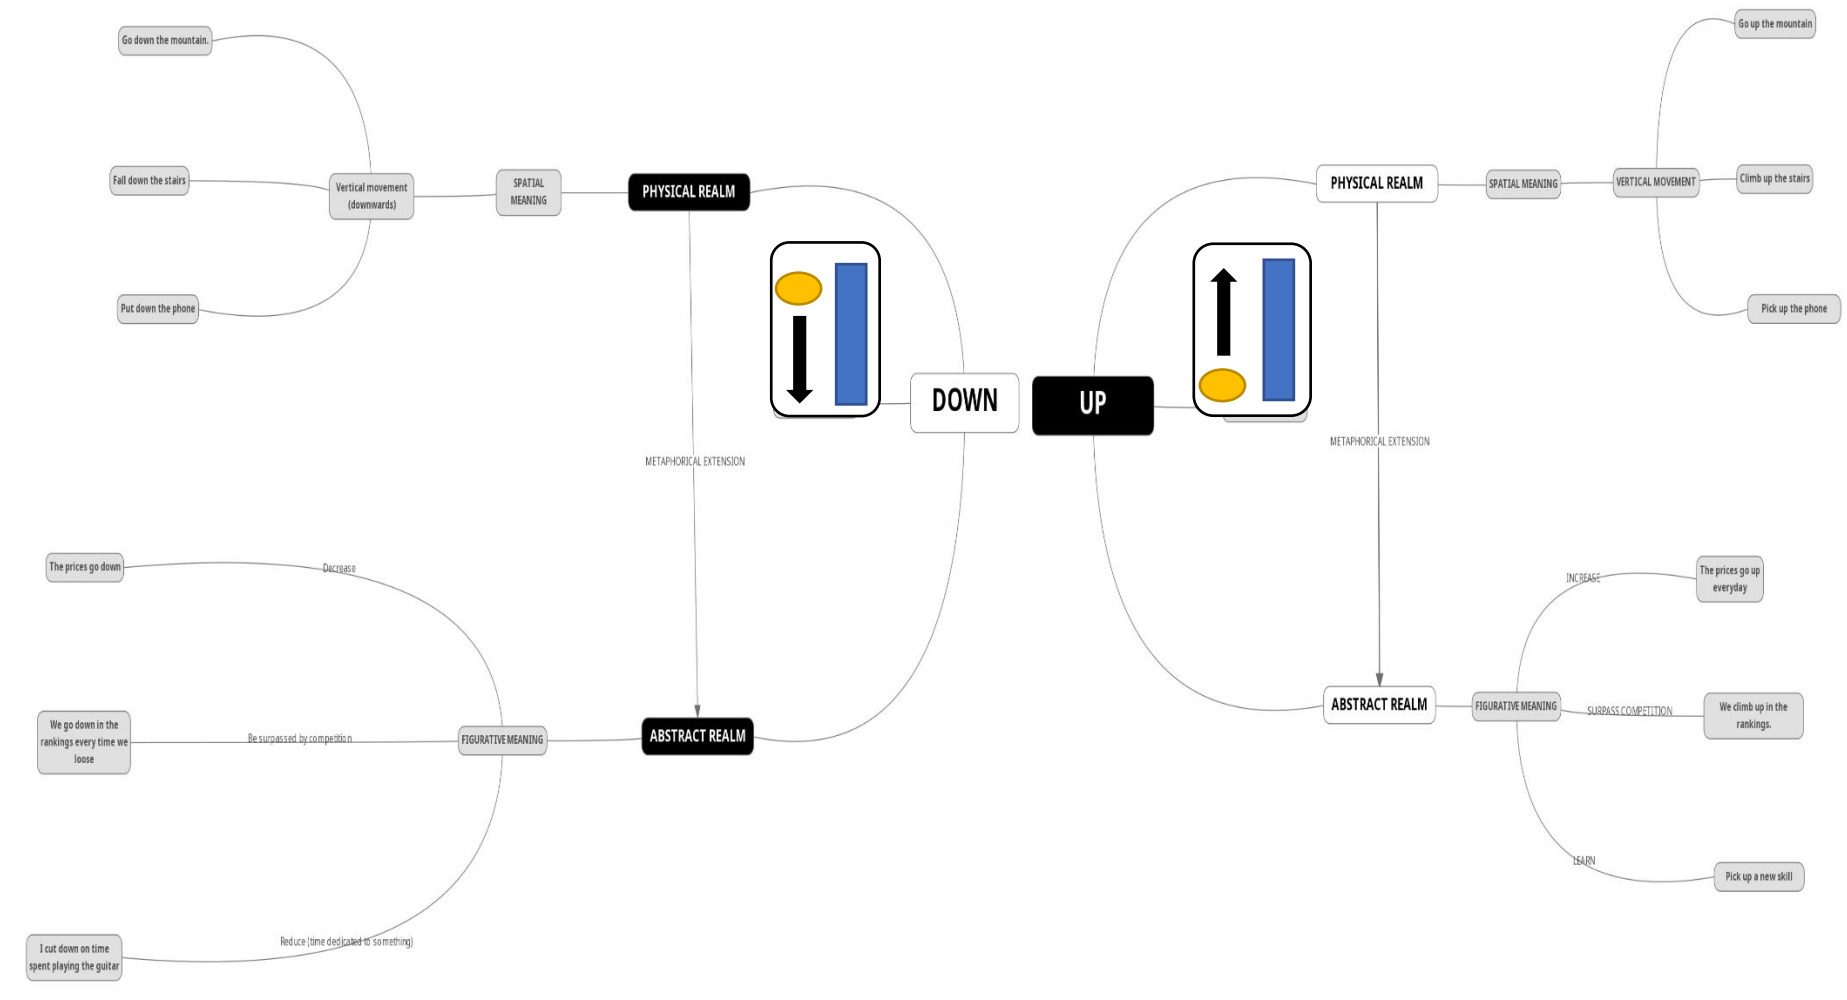 Go down the mountain.
Fall down the stairs
Put down the phone
Vertical movement
(downwards)
SPATIAL
MEANING
PHYSICAL REALM
METAPHORICAL EXTENSION
DOWN
The prices go down
Decrease
We go down in the
rankings every time we
loose
Be surpassed by competition
I cut down on time
spent playing the guitar
Reduce (time dedicated to something)
FIGURATIVE MEANING
ABSTRACT REALM
UP
PHYSICAL REALM
SPATIAL MEANING
VERTICAL MOVEMENT
Go up the mountain
Climb up the stairs
Pick up the phone
METAPHORICAL EXTENSION
ABSTRACT REALM
FIGURATIVE MEANING
INCREASE
The prices go up
everyday
SURPASS COMPETITION
We climb up in the
rankings.
LEARN
Pick up a new skill